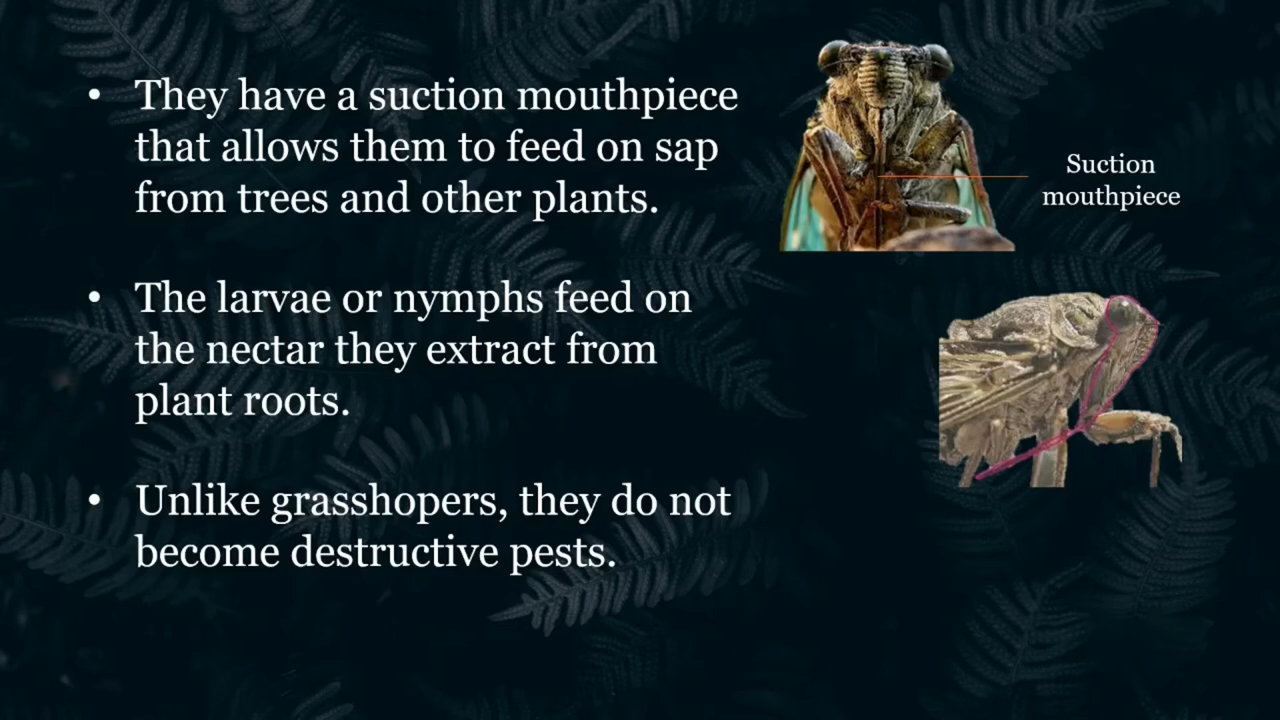 • They have a suction mouthpiece
that allows them to feed on sap
from trees and other plants.
• The larvae or nymphs feed on
the nectar they extract from
plant roots.
• Unlike grasshopers, they do not
become destructive pests.
Suction
mouthpiece